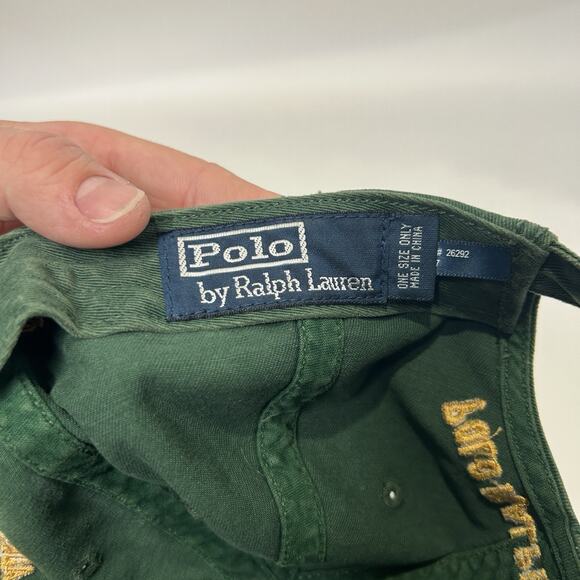 Polo
by Ralph Lauren
ONE SIZE ONLY
MADE IN CHINA
# 26292